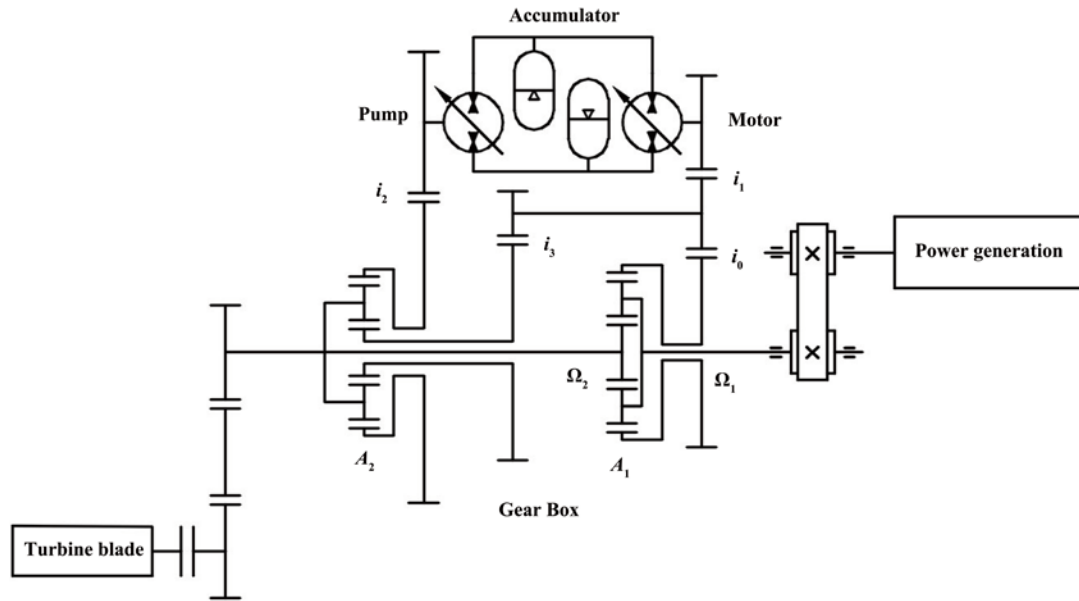 Accumulator
Pump
Motor
i2
i1
i3
i0
Power generation
Ω2
Ω1
A2
A1
Gear Box
Turbine blade